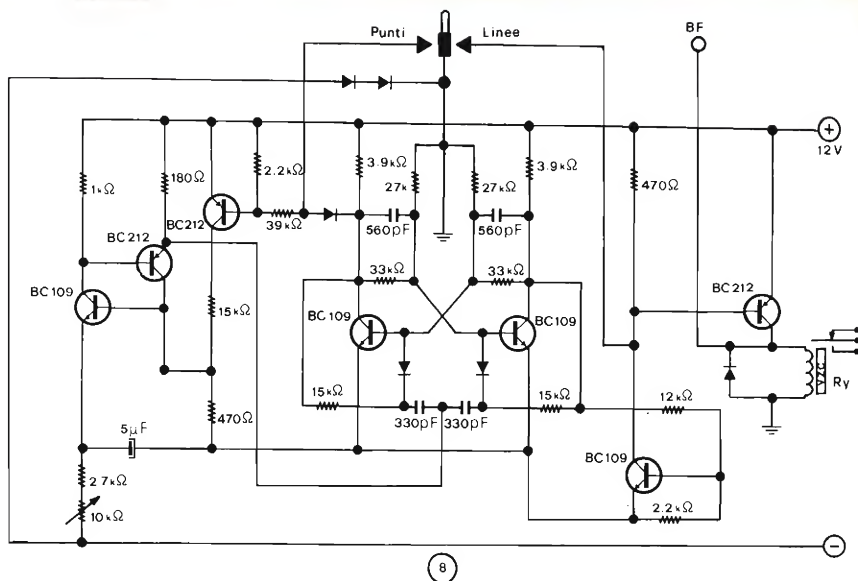 Punti
Linee
BF
+
12V
1kΩ
180Ω
2.2kΩ
3.9kΩ
27k
27kΩ
3.9kΩ
470Ω
BC212
39kΩ
560pF
560pF
BC212
BC109
15kΩ
33kΩ
33kΩ
BC109
BC109
BC212
470Ω
15kΩ
330pF
330pF
15kΩ
12kΩ
VZC
Ry
5µF
2.7kΩ
10kΩ
BC109
2.2kΩ
−
8